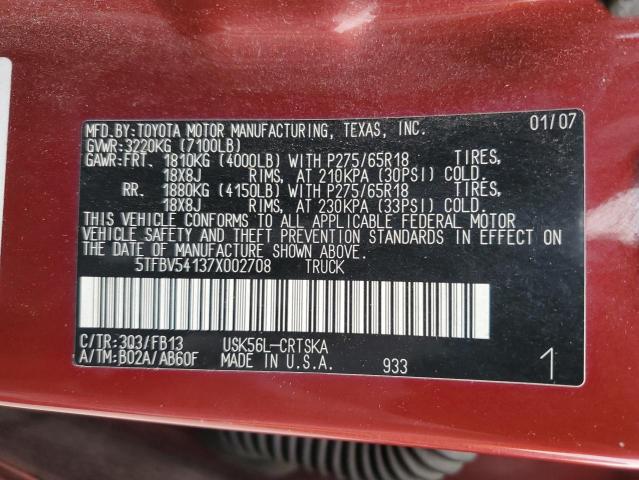 MFD.BY:TOYOTA MOTOR MANUFACTURING, TEXAS, INC. 01/07
GVWR:3220KG (7100LB)
GAWR:FRT. 1810KG (4000LB) WITH P275/65R18 TIRES,
18X8J RIMS, AT 210KPA (30PSI) COLD.
RR. 1880KG (4150LB) WITH P275/65R18 TIRES,
18X8J RIMS, AT 230KPA (33PSI) COLD.
THIS VEHICLE CONFORMS TO ALL APPLICABLE FEDERAL MOTOR
VEHICLE SAFETY AND THEFT PREVENTION STANDARDS IN EFFECT ON
THE DATE OF MANUFACTURE SHOWN ABOVE.
5TFBV54137X002708 TRUCK
C/TR:3Q3/FB13 USK56L-CRTSKA
A/TM:B02A/AB60F MADE IN U.S.A. 933 1